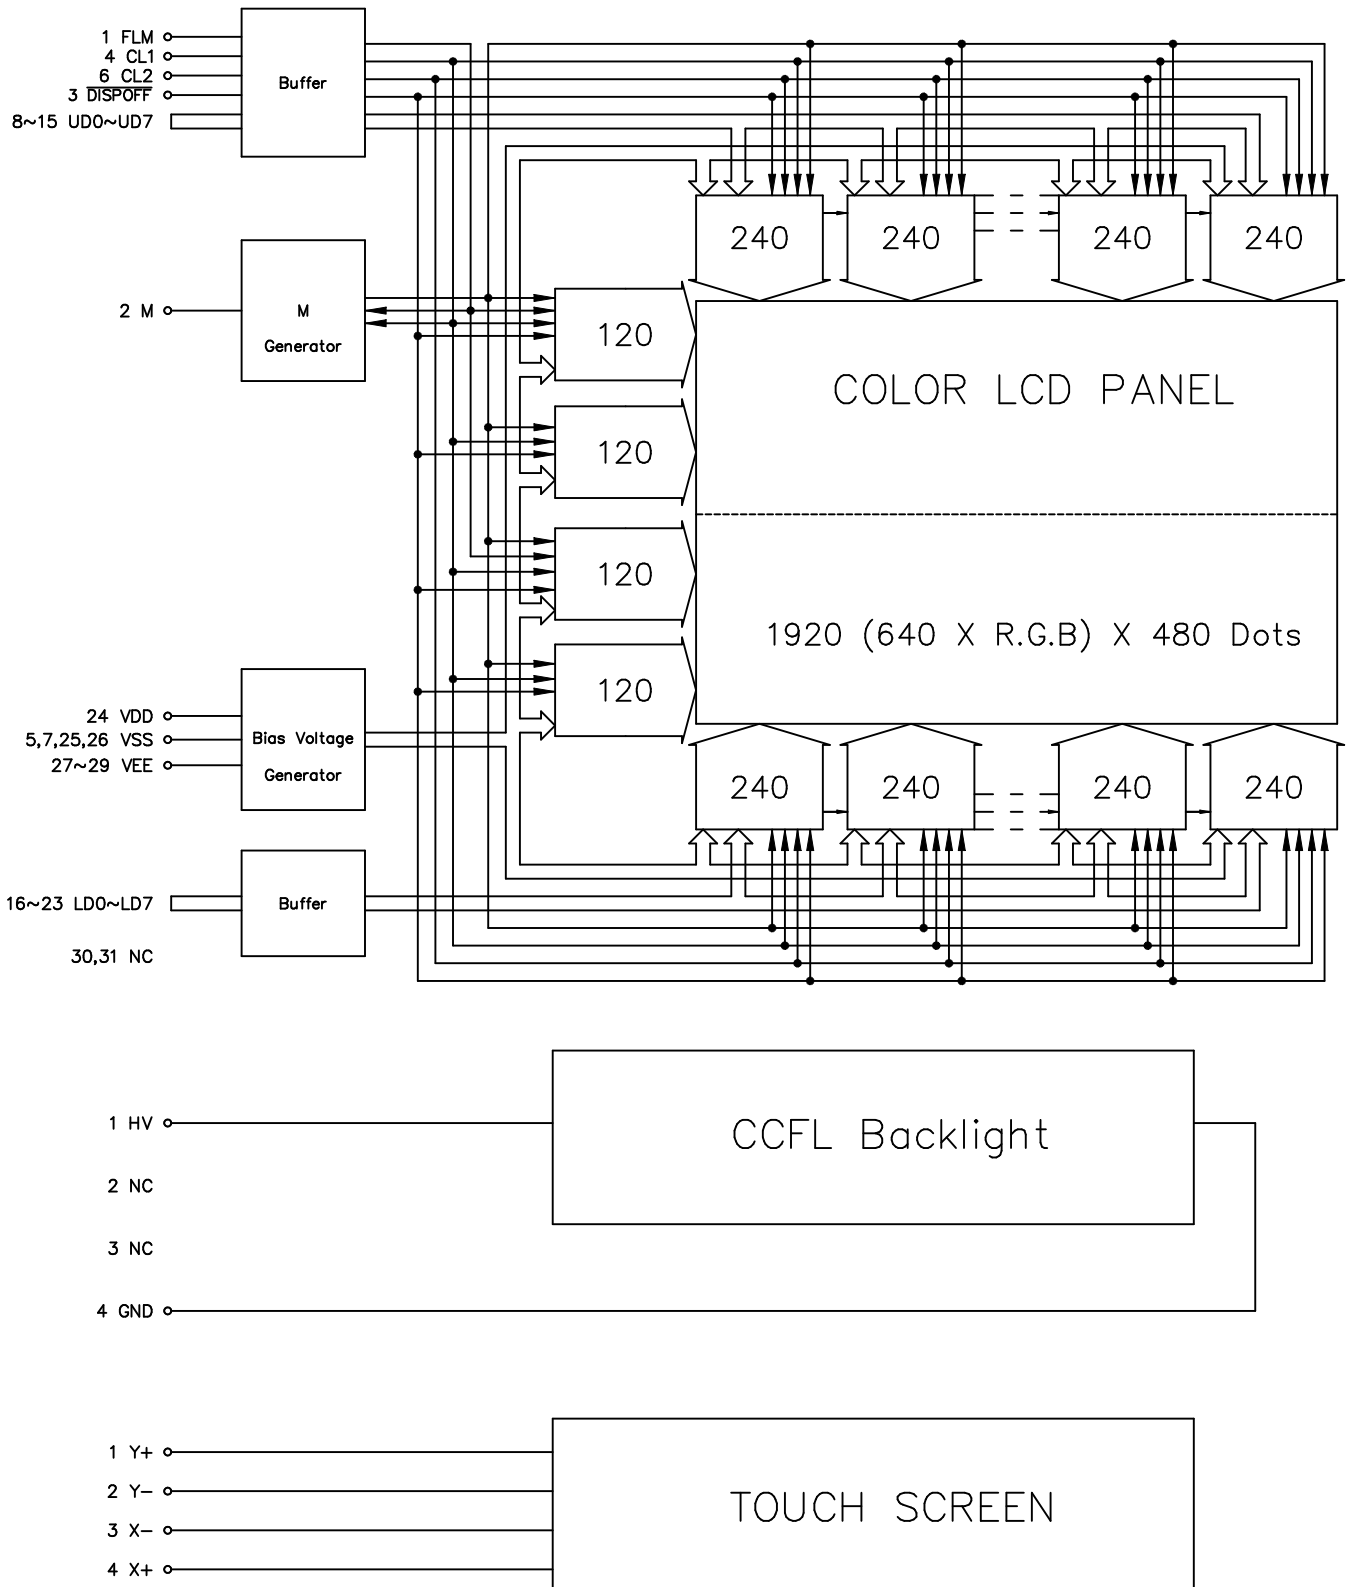 1 FLM
4 CL1
6 CL2
3 DISPOFF
8~15 UD0~UD7
Buffer
240 240 240 240
2 M
M
Generator
120
COLOR LCD PANEL
120
120
1920 (640 X R.G.B) X 480 Dots
120
24 VDD
5,7,25,26 VSS
27~29 VEE
Bias Voltage
Generator
240 240 240 240
16~23 LD0~LD7
Buffer
30,31 NC
1 HV
CCFL Backlight
2 NC
3 NC
4 GND
1 Y+
2 Y-
TOUCH SCREEN
3 X-
4 X+